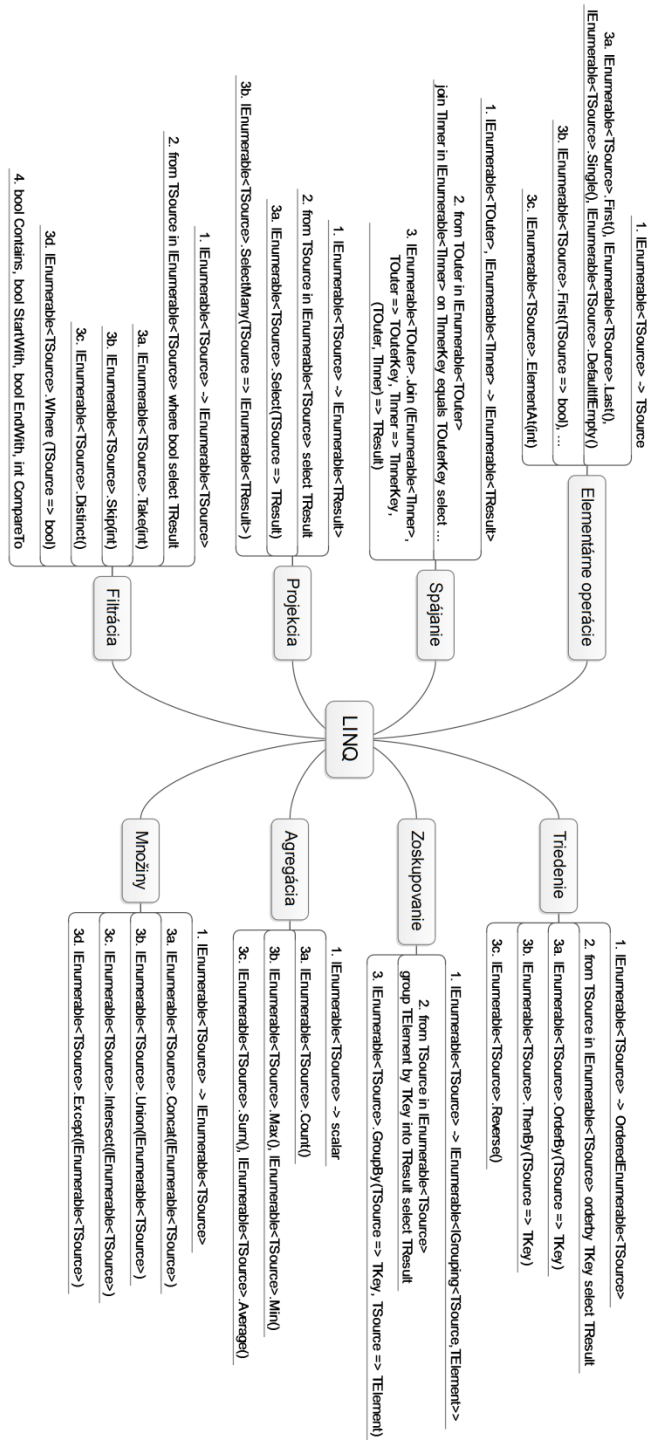 LINQ
Elementárne operácie
1. IEnumerable<TSource> -> TSource
3a. IEnumerable<TSource>.First(), IEnumerable<TSource>.Last(),
IEnumerable<TSource>.Single(), IEnumerable<TSource>.DefaultIfEmpty()
3b. IEnumerable<TSource>.First(TSource => bool), ...
3c. IEnumerable<TSource>.ElementAt(int)
Spájanie
1. IEnumerable<TOuter>, IEnumerable<TInner> -> IEnumerable<TResult>
2. from TOuter in IEnumerable<TOuter>
join TInner in IEnumerable<TInner> on TInnerKey equals TOuterKey select ...
3. IEnumerable<TOuter>.Join (IEnumerable<TInner>,
TOuter => TOuterKey, TInner => TInnerKey,
(TOuter, TInner) => TResult)
Projekcia
1. IEnumerable<TSource> -> IEnumerable<TResult>
2. from TSource in IEnumerable<TSource> select TResult
3a. IEnumerable<TSource>.Select(TSource => TResult)
3b. IEnumerable<TSource>.SelectMany(TSource => IEnumerable<TResult>)
Filtrácia
1. IEnumerable<TSource> -> IEnumerable<TSource>
2. from TSource in IEnumerable<TSource> where bool select TResult
3a. IEnumerable<TSource>.Take(int)
3b. IEnumerable<TSource>.Skip(int)
3c. IEnumerable<TSource>.Distinct()
3d. IEnumerable<TSource>.Where (TSource => bool)
4. bool Contains, bool StartWith, bool EndWith, int CompareTo
Triedenie
1. IEnumerable<TSource> -> OrderedEnumerable<TSource>
2. from TSource in IEnumerable<TSource> orderby TKey select TResult
3a. IEnumerable<TSource>.OrderBy(TSource => TKey)
3b. IEnumerable<TSource>.ThenBy(TSource => TKey)
3c. IEnumerable<TSource>.Reverse()
Zoskupovanie
1. IEnumerable<TSource> -> IEnumerable<IGrouping<TSource,TElement>>
2. from TSource in IEnumerable<TSource>
group TElement by TKey into TResult select TResult
3. IEnumerable<TSource>.GroupBy(TSource => TKey, TSource => TElement)
Agregácia
1. IEnumerable<TSource> -> scalar
3a. IEnumerable<TSource>.Count()
3b. IEnumerable<TSource>.Max(), IEnumerable<TSource>.Min()
3c. IEnumerable<TSource>.Sum(), IEnumerable<TSource>.Average()
Množiny
1. IEnumerable<TSource> -> IEnumerable<TSource>
3a. IEnumerable<TSource>.Concat(IEnumerable<TSource>)
3b. IEnumerable<TSource>.Union(IEnumerable<TSource>)
3c. IEnumerable<TSource>.Intersect(IEnumerable<TSource>)
3d. IEnumerable<TSource>.Except(IEnumerable<TSource>)